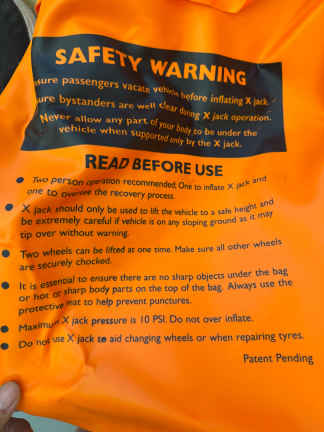 SAFETY WARNING
sure passengers vacate vehicle before inflating X jack.
ure bystanders are well clear during X jack operation.
Never allow any part of your body to be under the
vehicle when supported only by the X jack.
READ BEFORE USE
• Two person operation recommended; One to inflate X jack and
one to oversee the recovery process.
• X jack should only be used to lift the vehicle to a safe height and
be extremely careful if vehicle is on any sloping ground as it may
tip over without warning.
• Two wheels can be lifted at one time. Make sure all other wheels
are securely chocked.
• It is essential to ensure there are no sharp objects under the bag
or hot or sharp body parts on the top of the bag. Always use the
protective mat to help prevent punctures.
• Maximum X jack pressure is 10 PSI. Do not over inflate.
• Do not use X jack to aid changing wheels or when repairing tyres.
Patent Pending